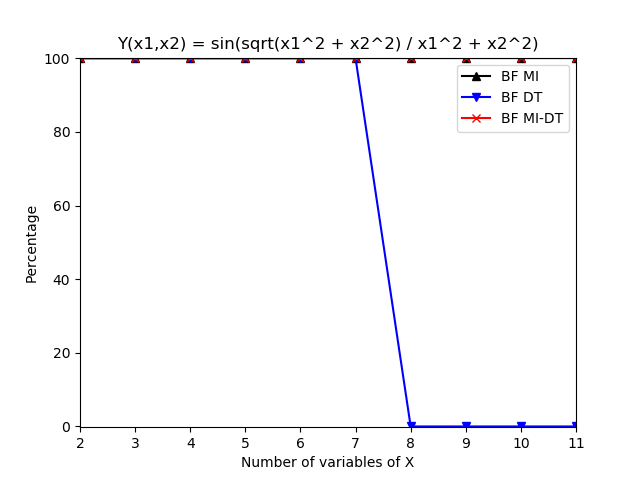 Y(x1,x2) = sin(sqrt(x1^2 + x2^2) / x1^2 + x2^2)
100
80
60
40
20
0
Percentage
BF MI
BF DT
BF MI-DT
2 3 4 5 6 7 8 9 10 11
Number of variables of X